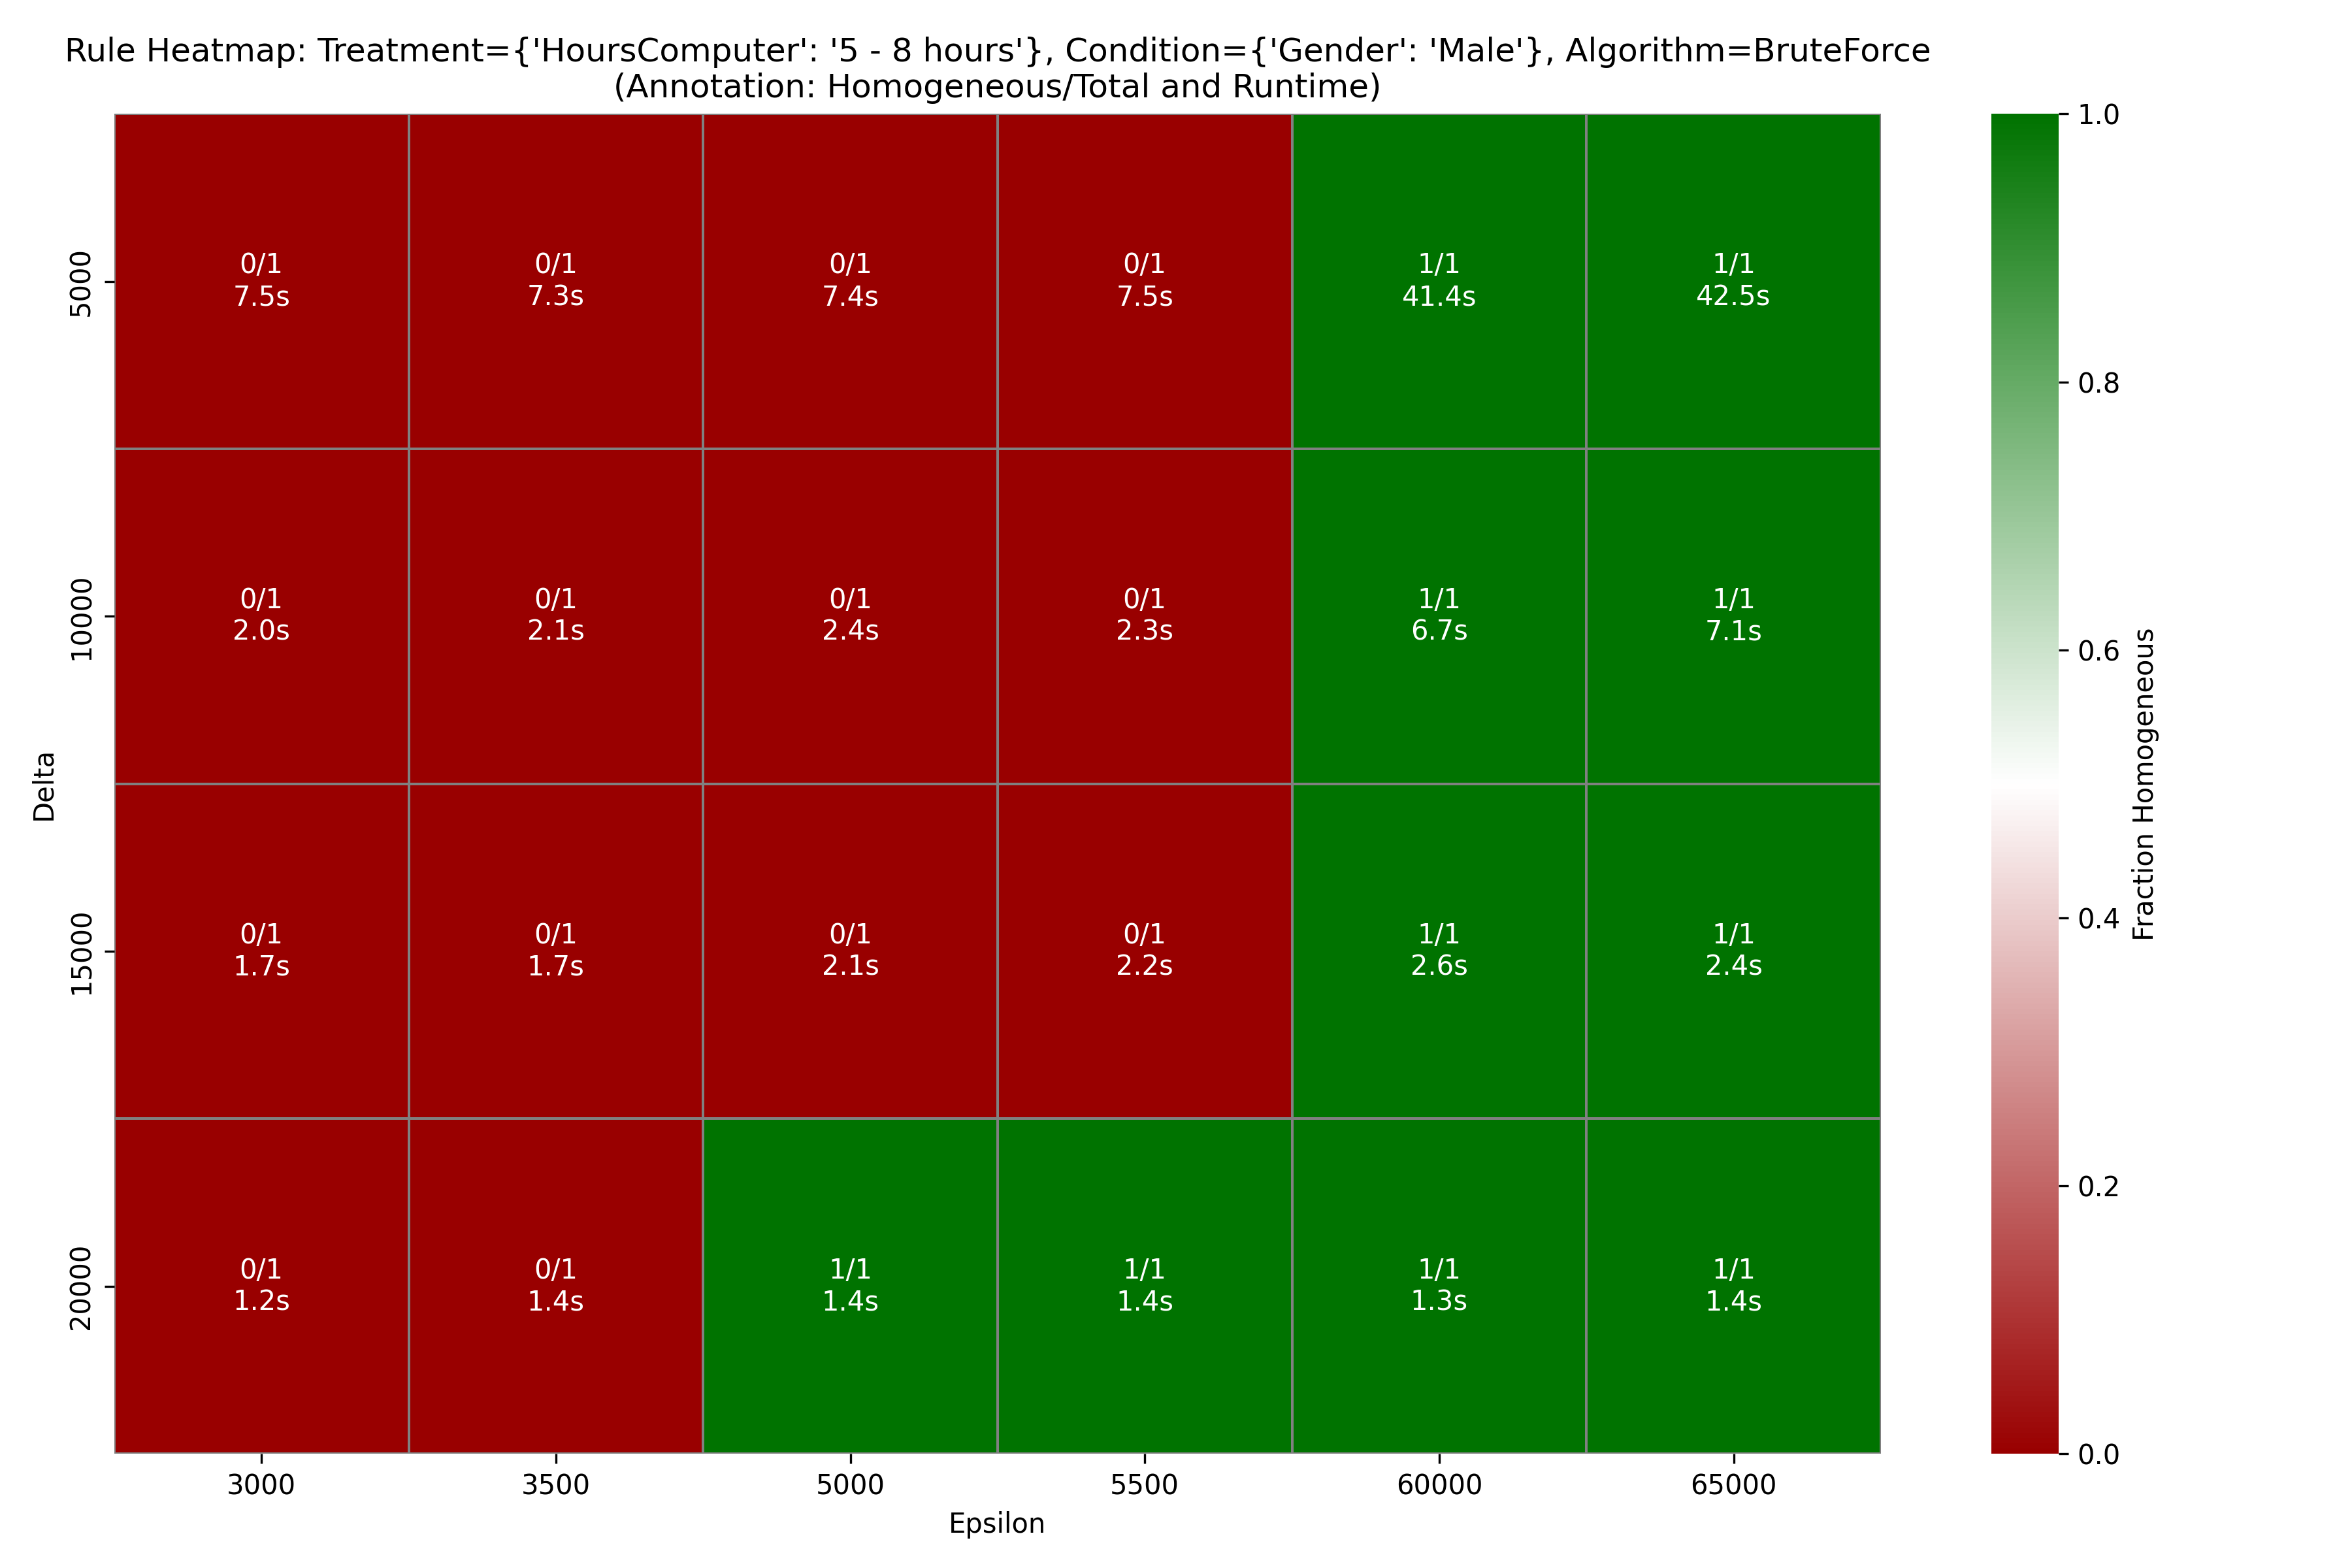 Rule Heatmap: Treatment={'HoursComputer': '5 - 8 hours'}, Condition={'Gender': 'Male'}, Algorithm=BruteForce
(Annotation: Homogeneous/Total and Runtime)
Delta
5000
0/1
7.5s
0/1
7.3s
0/1
7.4s
0/1
7.5s
1/1
41.4s
1/1
42.5s
10000
0/1
2.0s
0/1
2.1s
0/1
2.4s
0/1
2.3s
1/1
6.7s
1/1
7.1s
15000
0/1
1.7s
0/1
1.7s
0/1
2.1s
0/1
2.2s
1/1
2.6s
1/1
2.4s
20000
0/1
1.2s
0/1
1.4s
1/1
1.4s
1/1
1.4s
1/1
1.3s
1/1
1.4s
3000
3500
5000
5500
60000
65000
Epsilon
1.0
0.8
0.6
0.4
0.2
0.0
Fraction Homogeneous